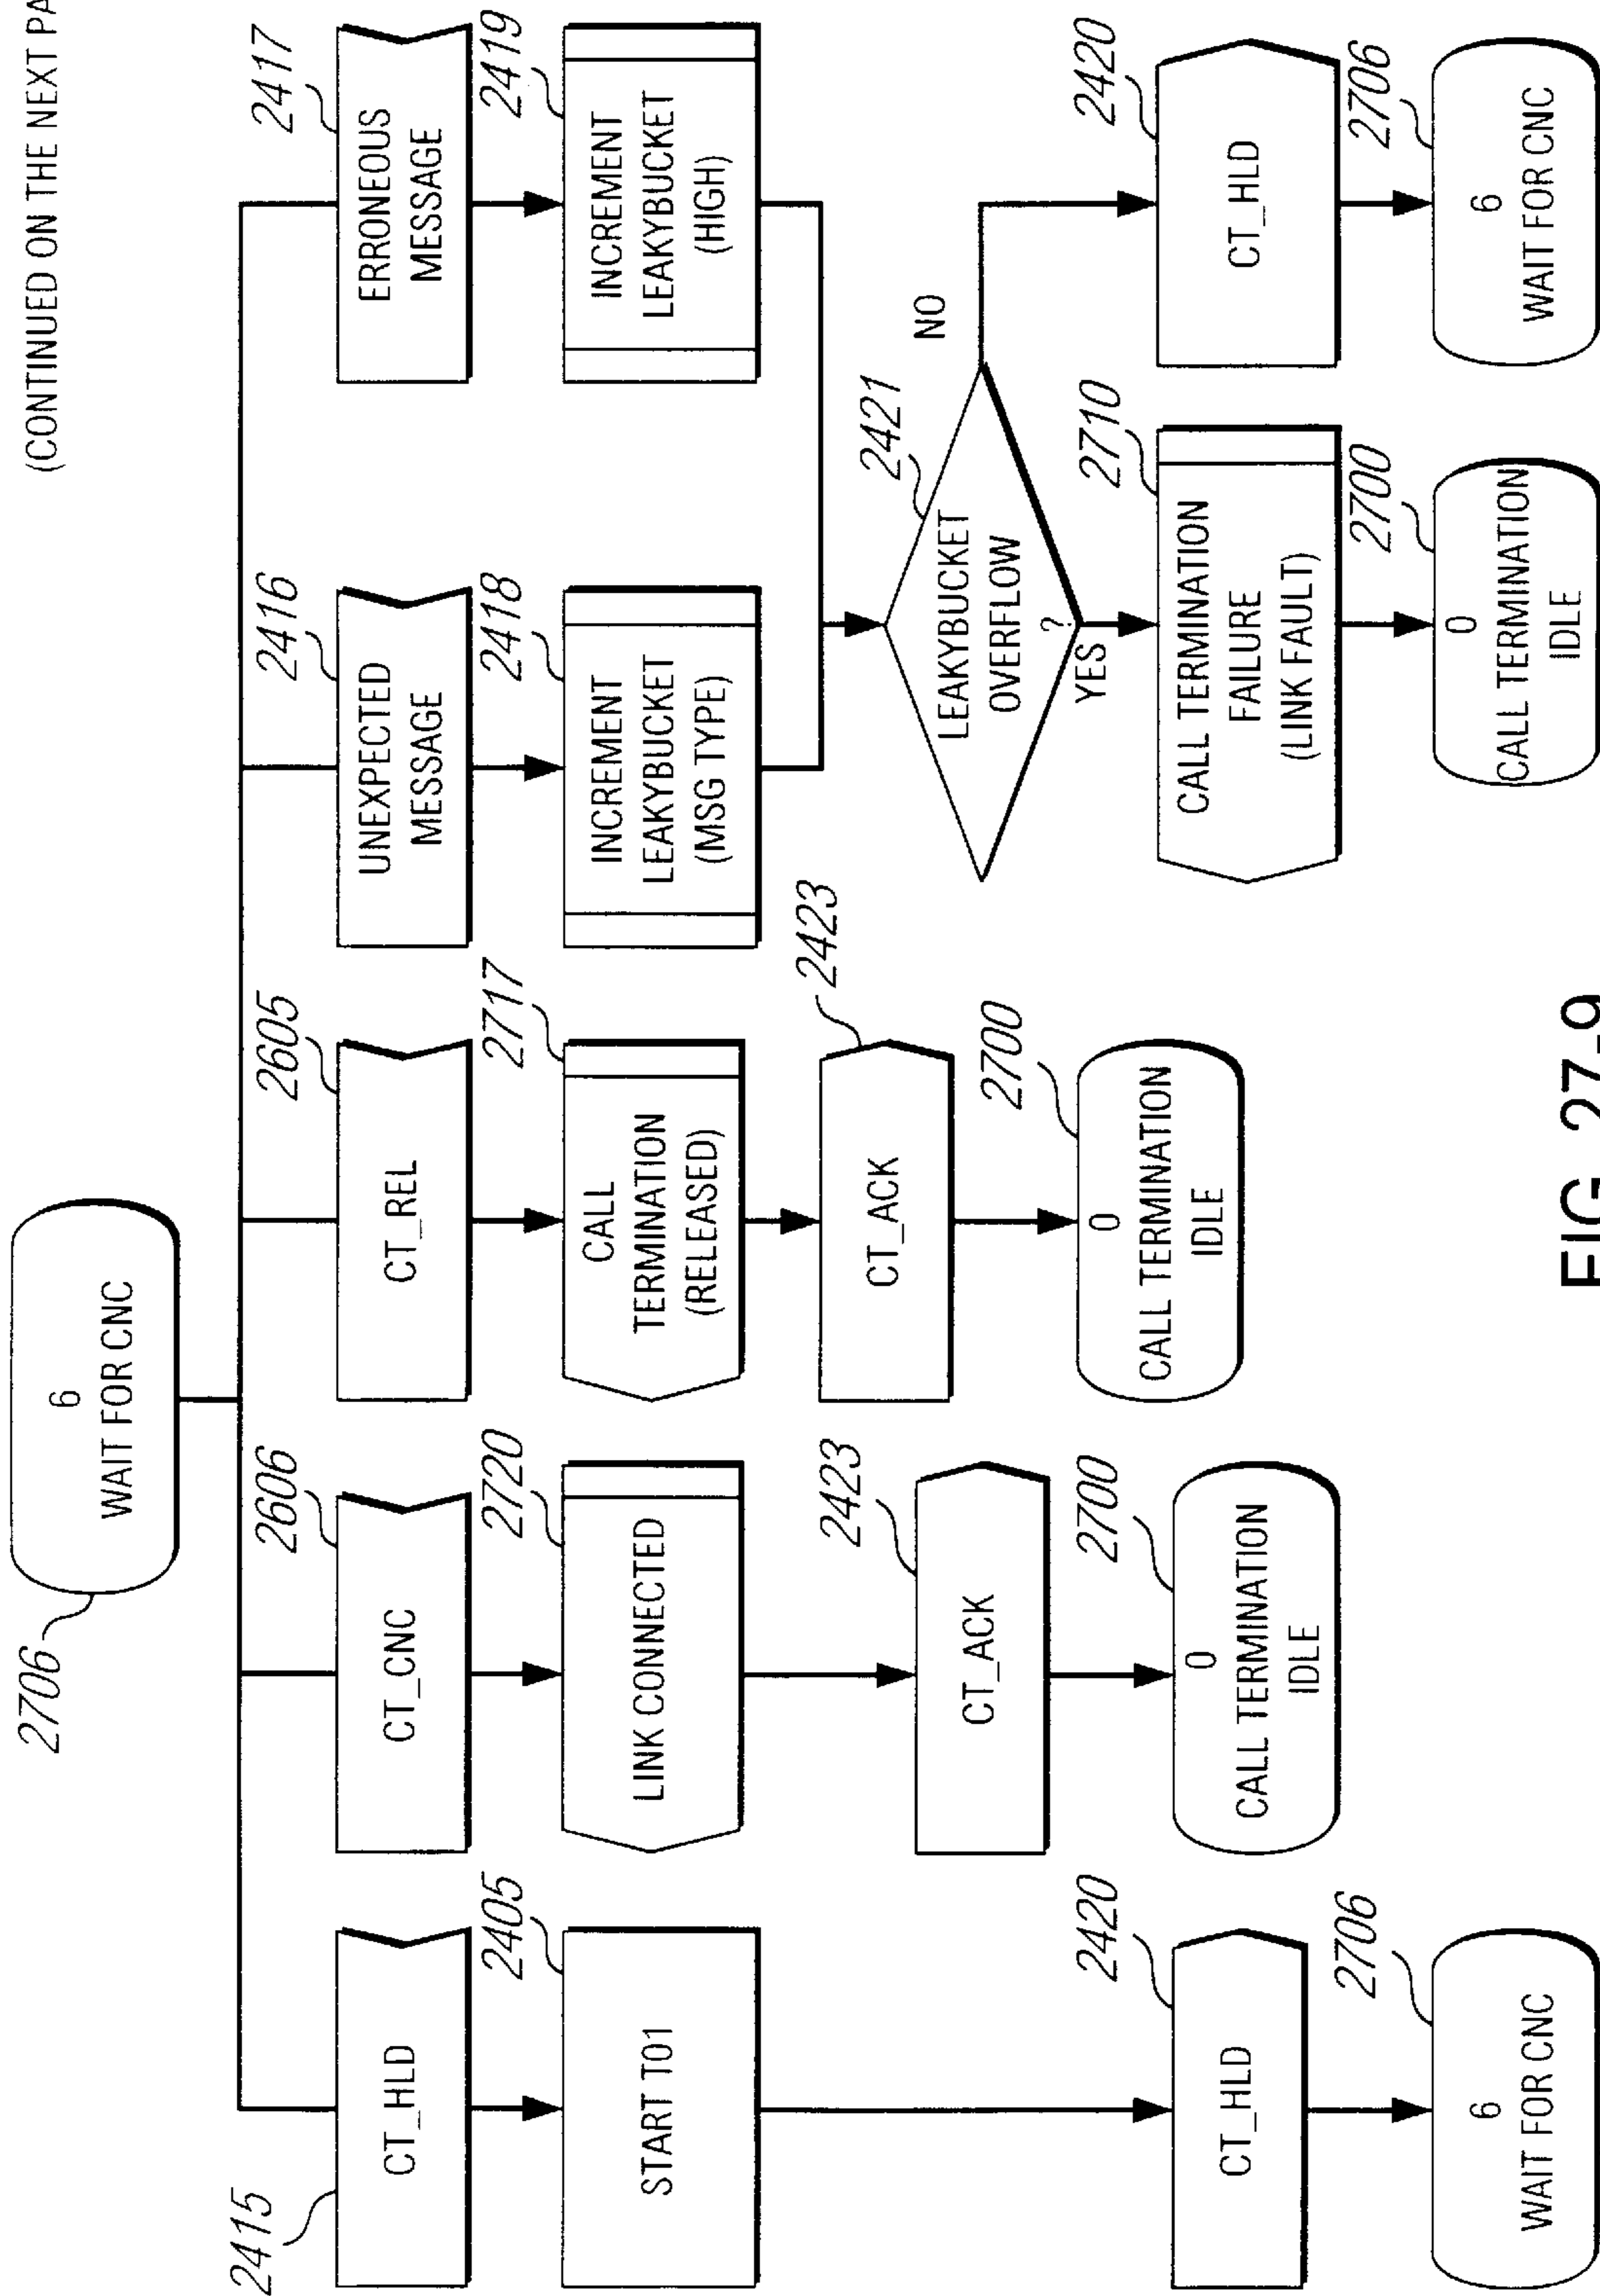 (CONTINUED ON THE NEXT PA
2706
6
WAIT FOR CNC
2415
CT_HLD
2405
START T01
2420
CT_HLD
2706
6
WAIT FOR CNC
2606
CT_CNC
2720
LINK CONNECTED
2423
CT_ACK
2700
0
CALL TERMINATION
IDLE
2605
CT_REL
2717
CALL
TERMINATION
(RELEASED)
2423
CT_ACK
2700
0
CALL TERMINATION
IDLE
2416
UNEXPECTED
MESSAGE
2418
INCREMENT
LEAKYBUCKET
(MSG TYPE)
2417
ERRONEOUS
MESSAGE
2419
INCREMENT
LEAKYBUCKET
(HIGH)
2421
LEAKYBUCKET
OVERFLOW
?
NO
YES
2710
CALL TERMINATION
FAILURE
(LINK FAULT)
2700
0
CALL TERMINATION
IDLE
2420
CT_HLD
2706
6
WAIT FOR CNC
FIG. 27-9